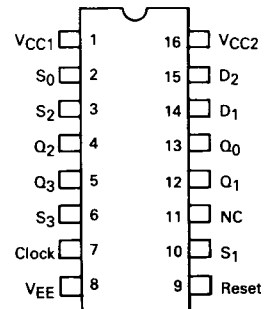 VCC1 1 16 VCC2
S0 2 15 D2
S2 3 14 D1
Q2 4 13 Q0
Q3 5 12 Q1
S3 6 11 NC
Clock 7 10 S1
VEE 8 9 Reset